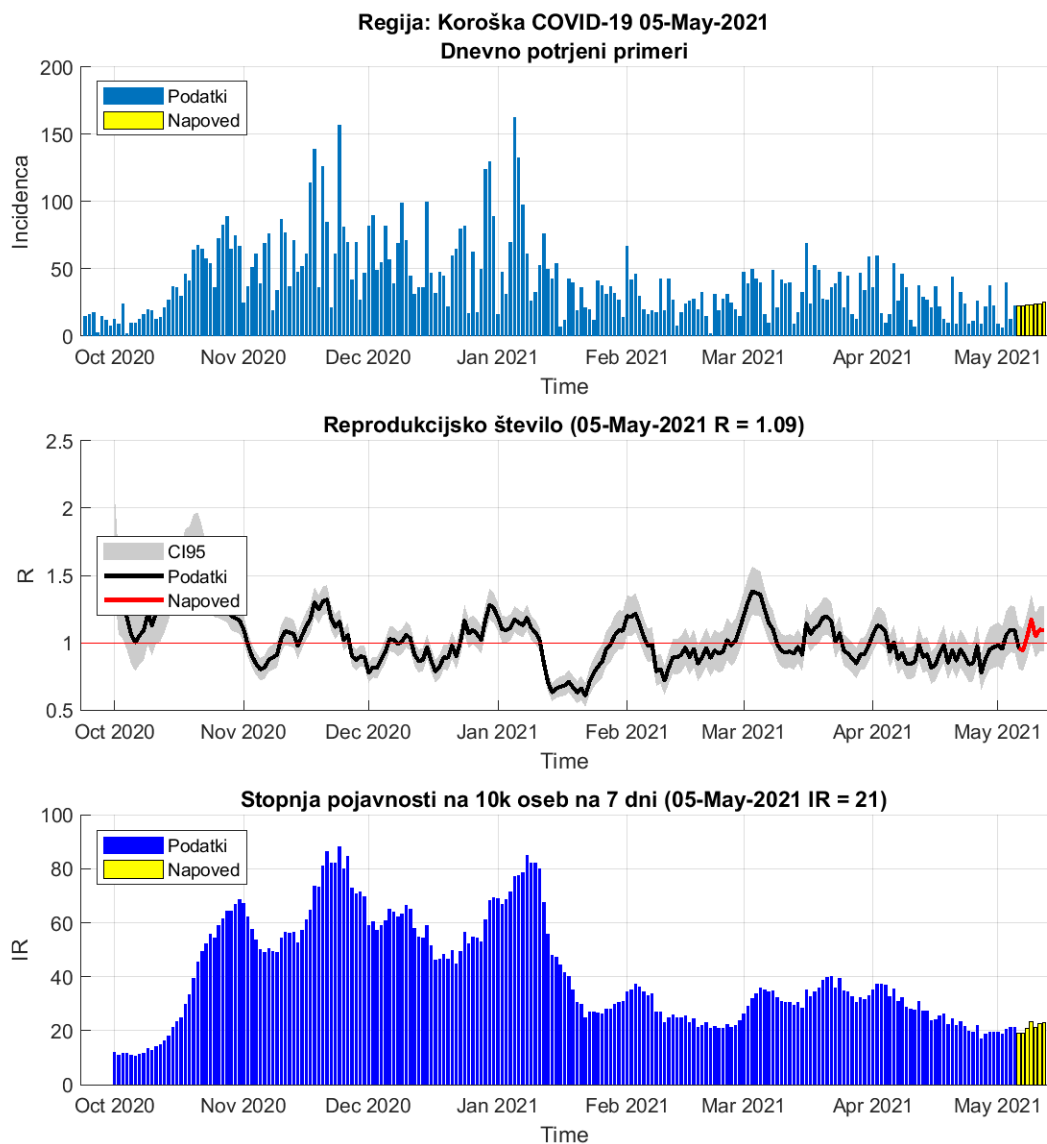 Regija: Koroška COVID-19 05-May-2021
Dnevno potrjeni primeri
200
150
100
50
0
Incidenca
Podatki
Napoved
Oct 2020 Nov 2020 Dec 2020 Jan 2021 Feb 2021 Mar 2021 Apr 2021 May 2021
Time
Reprodukcijsko število (05-May-2021 R = 1.09)
2.5
2
1.5
1
0.5
R
CI95
Podatki
Napoved
Oct 2020 Nov 2020 Dec 2020 Jan 2021 Feb 2021 Mar 2021 Apr 2021 May 2021
Time
Stopnja pojavnosti na 10k oseb na 7 dni (05-May-2021 IR = 21)
100
80
60
40
20
0
IR
Podatki
Napoved
Oct 2020 Nov 2020 Dec 2020 Jan 2021 Feb 2021 Mar 2021 Apr 2021 May 2021
Time